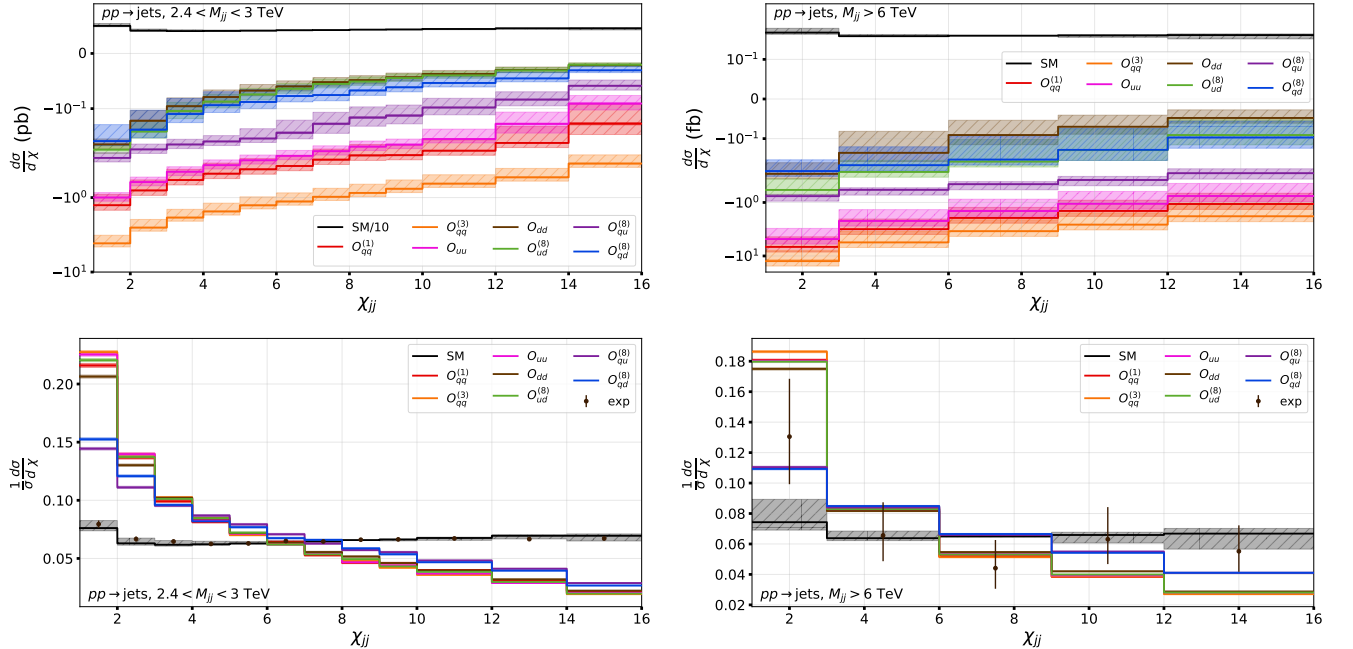 pp → jets, 2.4 < M_jj < 3 TeV
0
−10^−1
−10^0
−10^1
dσ/dχ (pb)
SM/10
O_qq^(1)
O_qq^(3)
O_uu
O_dd
O_ud^(8)
O_qu^(8)
O_qd^(8)
2 4 6 8 10 12 14 16
χ_jj
pp → jets, M_jj > 6 TeV
10^−1
0
−10^−1
−10^0
−10^1
dσ/dχ (fb)
SM
O_qq^(1)
O_qq^(3)
O_uu
O_dd
O_ud^(8)
O_qu^(8)
O_qd^(8)
2 4 6 8 10 12 14 16
χ_jj
0.20
0.15
0.10
0.05
1/σ dσ/dχ
SM
O_qq^(1)
O_qq^(3)
O_uu
O_dd
O_ud^(8)
O_qu^(8)
O_qd^(8)
exp
pp → jets, 2.4 < M_jj < 3 TeV
2 4 6 8 10 12 14 16
χ_jj
0.18
0.16
0.14
0.12
0.10
0.08
0.06
0.04
0.02
1/σ dσ/dχ
SM
O_qq^(1)
O_qq^(3)
O_uu
O_dd
O_ud^(8)
O_qu^(8)
O_qd^(8)
exp
pp → jets, M_jj > 6 TeV
2 4 6 8 10 12 14 16
χ_jj